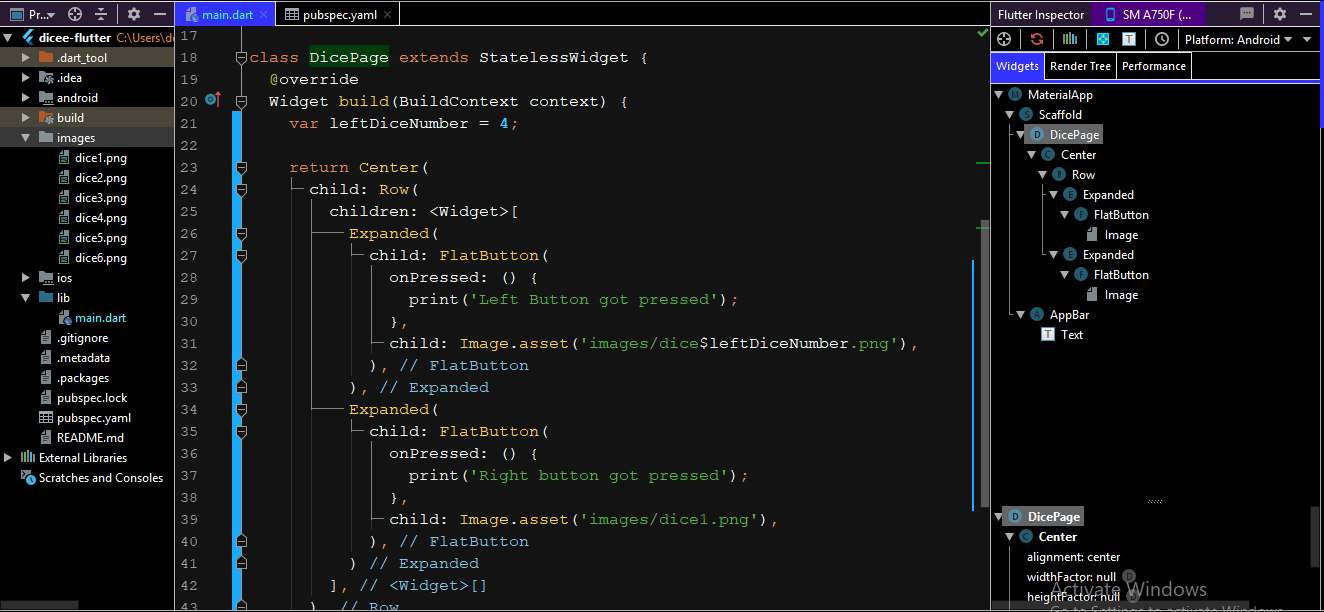 Pr...
main.dart
pubspec.yaml
Flutter Inspector
SM A750F (...
dicee-flutter C:\Users\d
.dart_tool
.idea
android
build
images
dice1.png
dice2.png
dice3.png
dice4.png
dice5.png
dice6.png
ios
lib
main.dart
.gitignore
.metadata
.packages
pubspec.lock
pubspec.yaml
README.md
External Libraries
Scratches and Consoles
17
18 class DicePage extends StatelessWidget {
19 @override
20 Widget build(BuildContext context) {
21 var leftDiceNumber = 4;
22
23 return Center(
24 child: Row(
25 children: <Widget>[
26 Expanded(
27 child: FlatButton(
28 onPressed: () {
29 print('Left Button got pressed');
30 },
31 child: Image.asset('images/dice$leftDiceNumber.png'),
32 ), // FlatButton
33 ), // Expanded
34 Expanded(
35 child: FlatButton(
36 onPressed: () {
37 print('Right button got pressed');
38 },
39 child: Image.asset('images/dice1.png'),
40 ), // FlatButton
41 ) // Expanded
42 ], // <Widget>[]
43 ), // Row
Platform: Android
Widgets Render Tree Performance
M MaterialApp
S Scaffold
D DicePage
C Center
R Row
E Expanded
F FlatButton
Image
E Expanded
F FlatButton
Image
A AppBar
T Text
D DicePage
C Center
alignment: center
widthFactor: null D
heightFactor: null D
Activate Windows
Go to Settings to activate Windows.